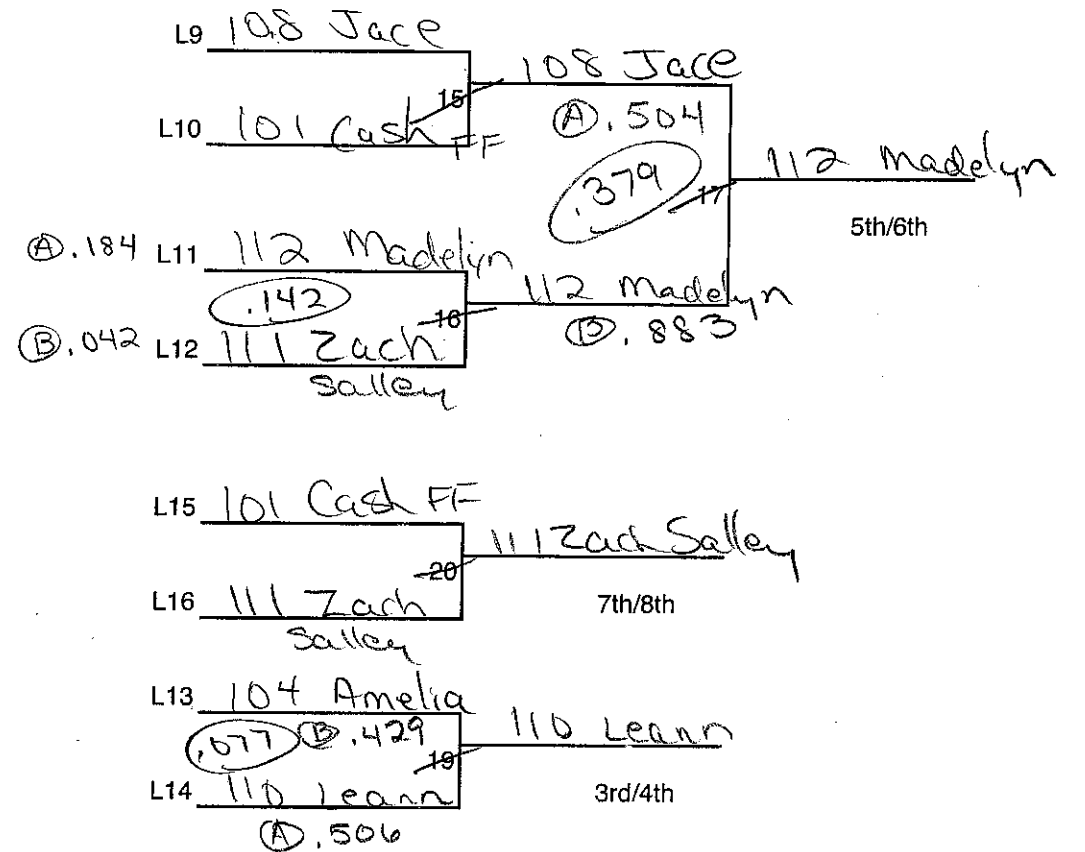 L9 108 Jace
108 Jace
15
L10 101 Cash FF
Ⓐ .504
.379
17
112 Madelyn
5th/6th
Ⓐ .184 L11 112 Madelyn
.142
16
112 Madelyn
Ⓑ .883
Ⓑ .042 L12 111 Zach
Salley
L15 101 Cash FF
20
111 Zach Salley
7th/8th
L16 111 Zach
Salley
L13 104 Amelia
.077 Ⓑ .429
19
110 Leann
3rd/4th
L14 110 Leann
Ⓐ .506